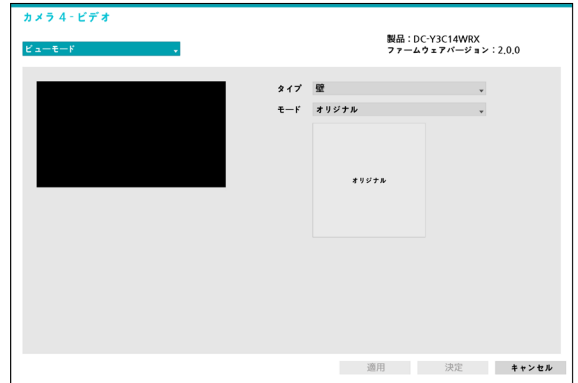 カメラ 4 - ビデオ
ビューモード
製品：DC-Y3C14WRX
ファームウェアバージョン：2.0.0
タイプ 壁
モード オリジナル
オリジナル
適用 決定 キャンセル